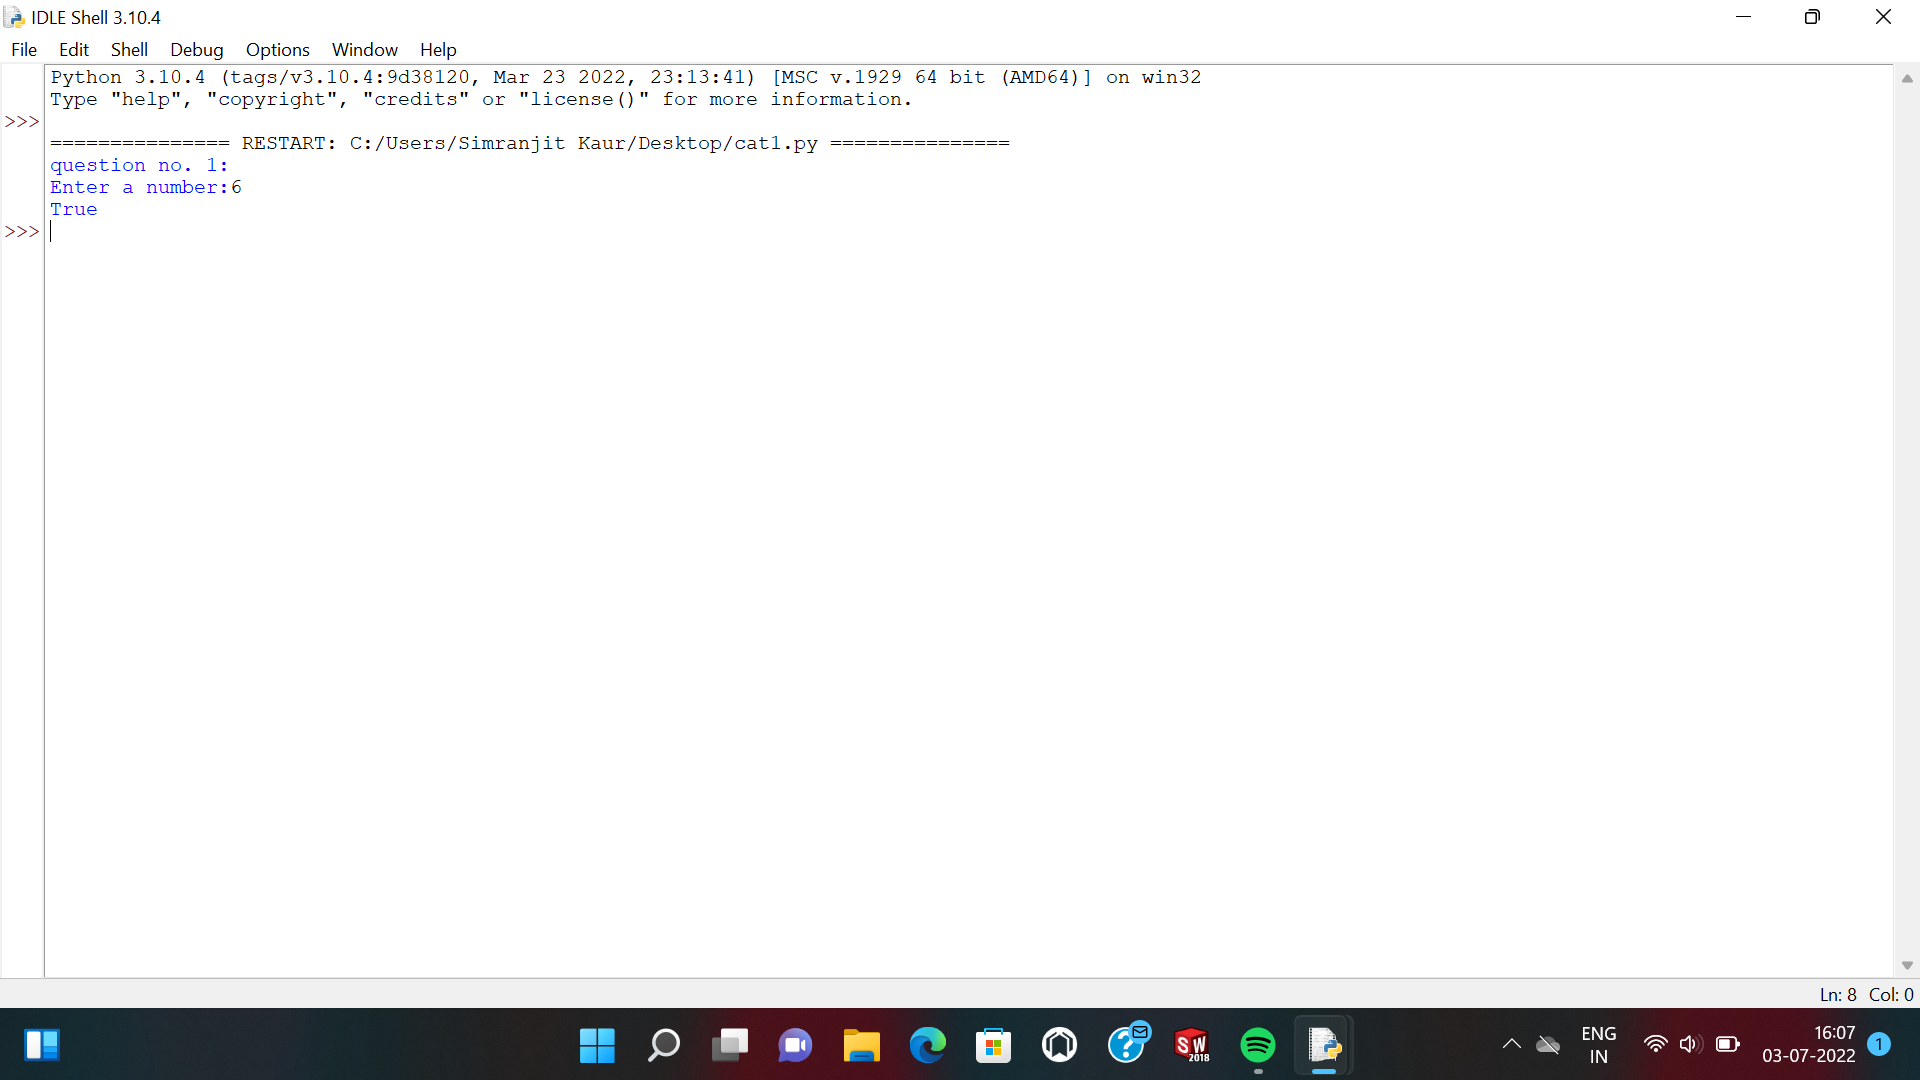 IDLE Shell 3.10.4
File Edit Shell Debug Options Window Help
Python 3.10.4 (tags/v3.10.4:9d38120, Mar 23 2022, 23:13:41) [MSC v.1929 64 bit (AMD64)] on win32
Type "help", "copyright", "credits" or "license()" for more information.
>>>
=============== RESTART: C:/Users/Simranjit Kaur/Desktop/cat1.py ===============
question no. 1:
Enter a number:6
True
>>>
Ln: 8 Col: 0
SW
2018
ENG
IN
16:07
03-07-2022
1